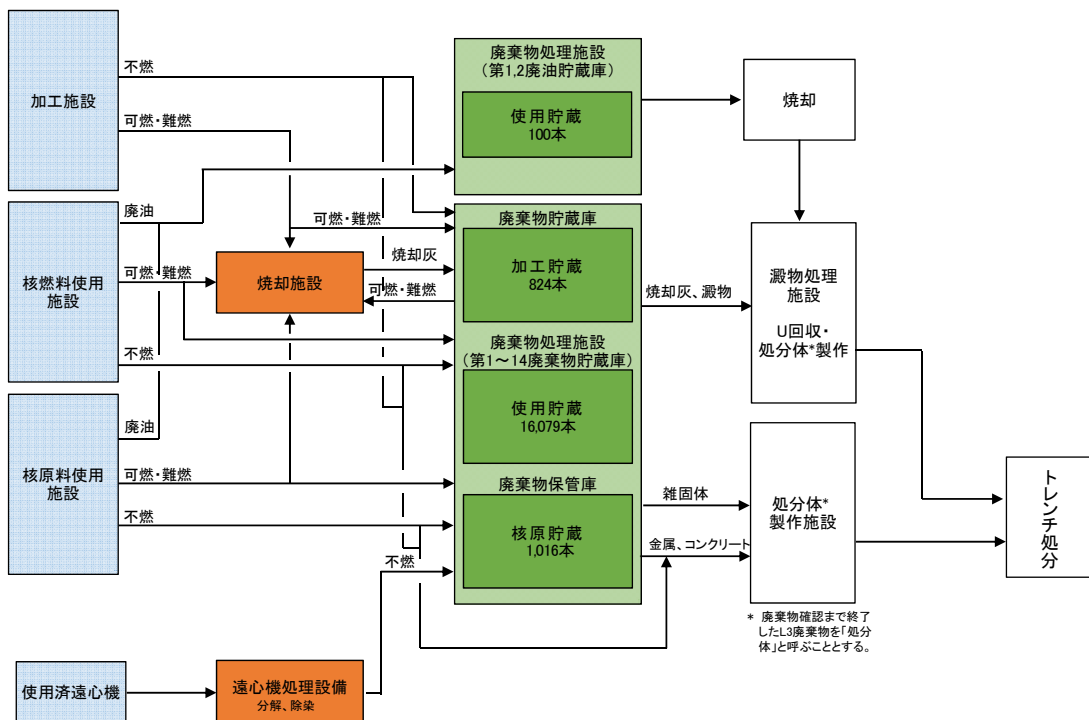 加工施設
不燃
可燃・難燃
核燃料使用
施設
廃油
可燃・難燃
不燃
核原料使用
施設
廃油
可燃・難燃
不燃
使用済遠心機
焼却施設
可燃・難燃
焼却灰
可燃・難燃
遠心機処理設備
分解、除染
不燃
廃棄物処理施設
（第1,2廃油貯蔵庫）
使用貯蔵
100本
廃棄物貯蔵庫
加工貯蔵
824本
廃棄物処理施設
（第1～14廃棄物貯蔵庫）
使用貯蔵
16,079本
廃棄物保管庫
核原貯蔵
1,016本
焼却灰、澱物
雑固体
金属、コンクリート
焼却
澱物処理
施設
U回収・
処分体*製作
処分体*
製作施設
* 廃棄物確認まで終了
したL3廃棄物を「処分
体」と呼ぶこととする。
トレンチ処分